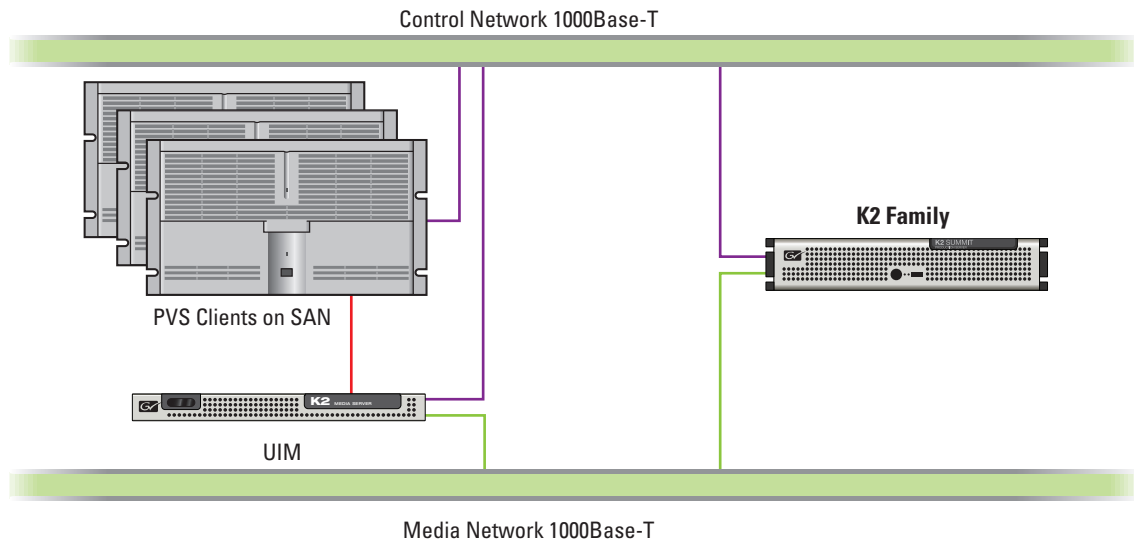 Control Network 1000Base-T
K2 Family
K2 SUMMIT
PVS Clients on SAN
K2 MEDIA SERVER
UIM
Media Network 1000Base-T